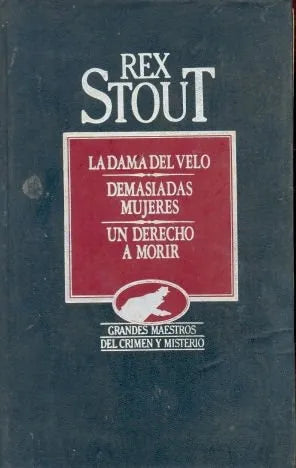 REX
STOUT
LA DAMA DEL VELO
DEMASIADAS
MUJERES
UN DERECHO
A MORIR
GRANDES MAESTROS
DEL CRIMEN Y MISTERIO